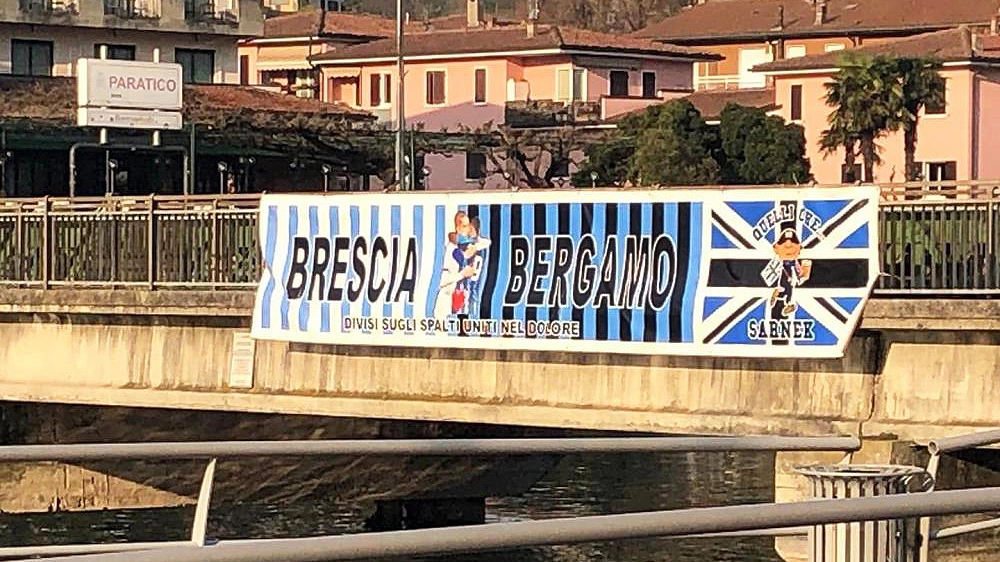 PARATICO
BRESCIA BERGAMO
DIVISI SUGLI SPALTI UNITI NEL DOLORE
QUELLI CHE...
SARNEK